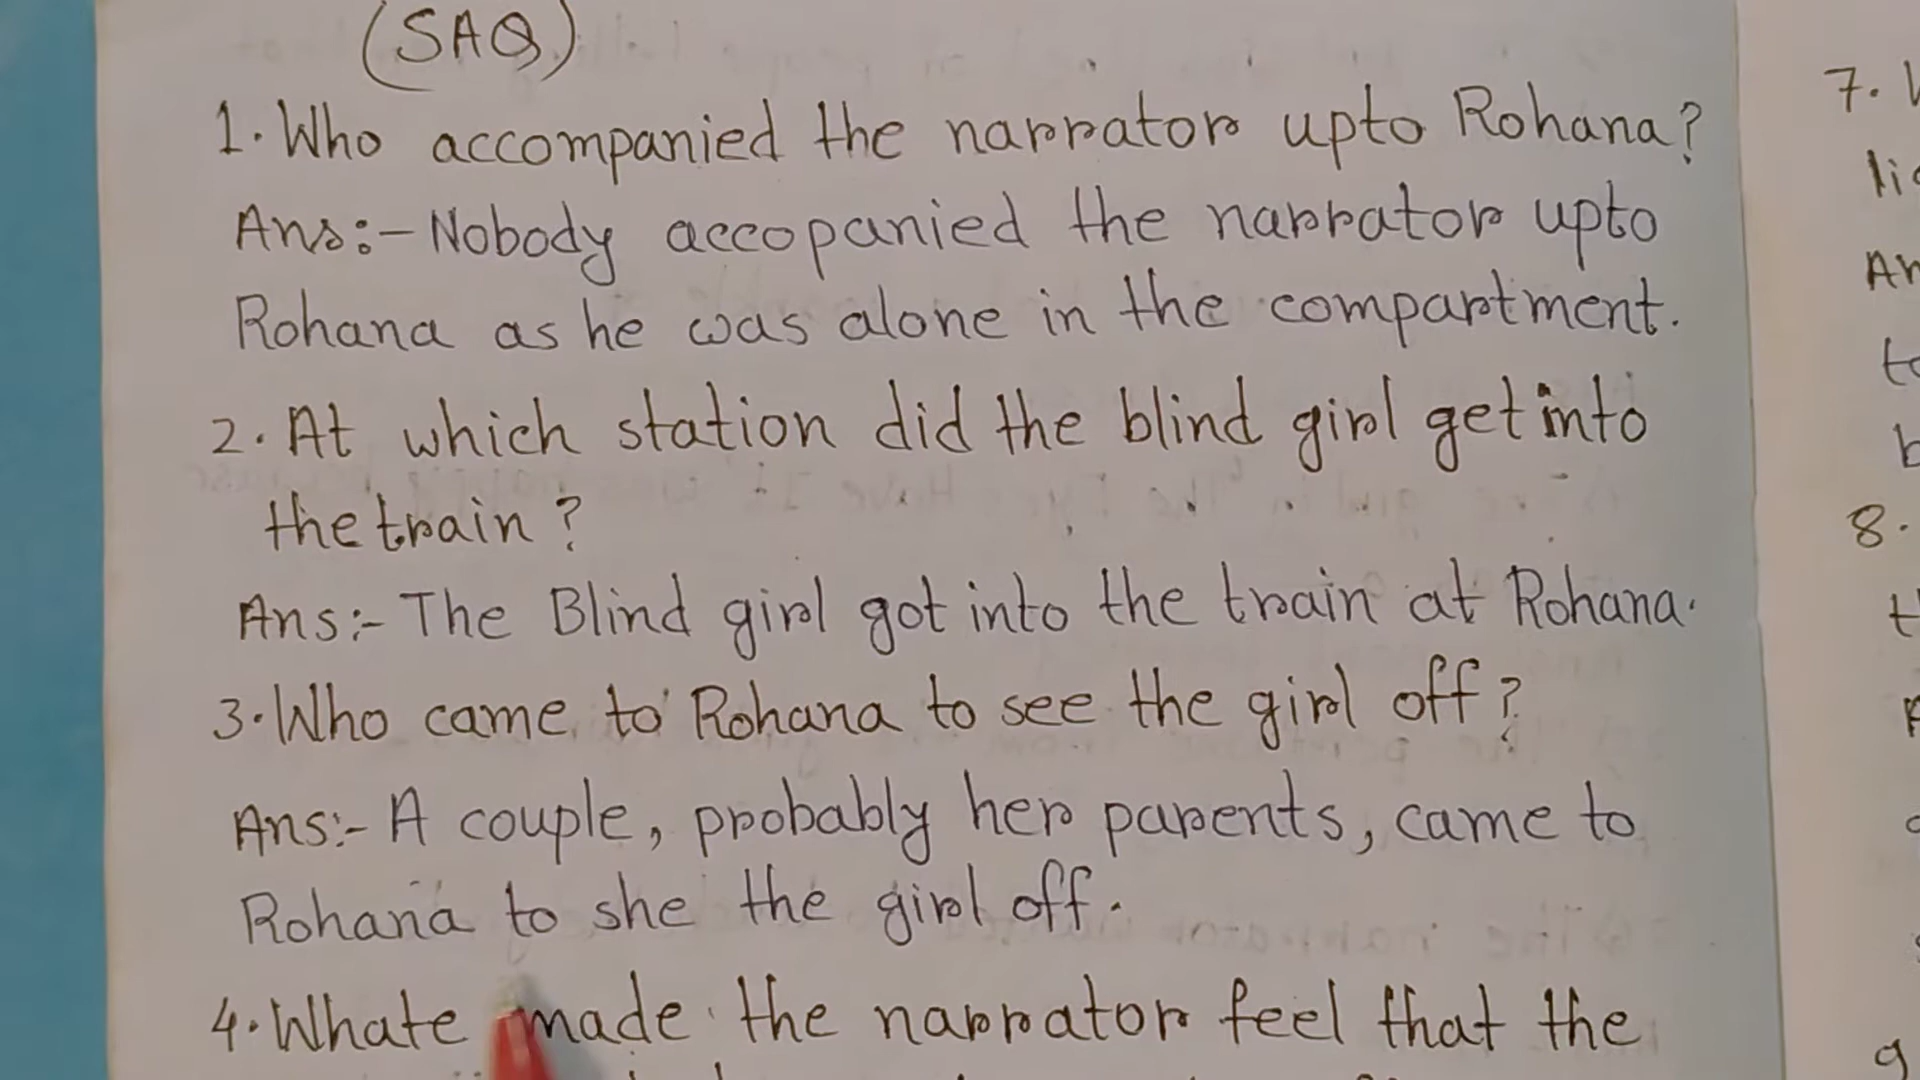 (SAQ)
1. Who accompanied the narrator upto Rohana?
Ans:- Nobody accopanied the narrator upto
Rohana as he was alone in the compartment.
2. At which station did the blind girl get into
the train?
Ans:- The Blind girl got into the train at Rohana.
3. Who came to Rohana to see the girl off?
Ans:- A couple, probably her parents, came to
Rohana to she the girl off.
4. Whate made the narrator feel that the
7.
8.
9